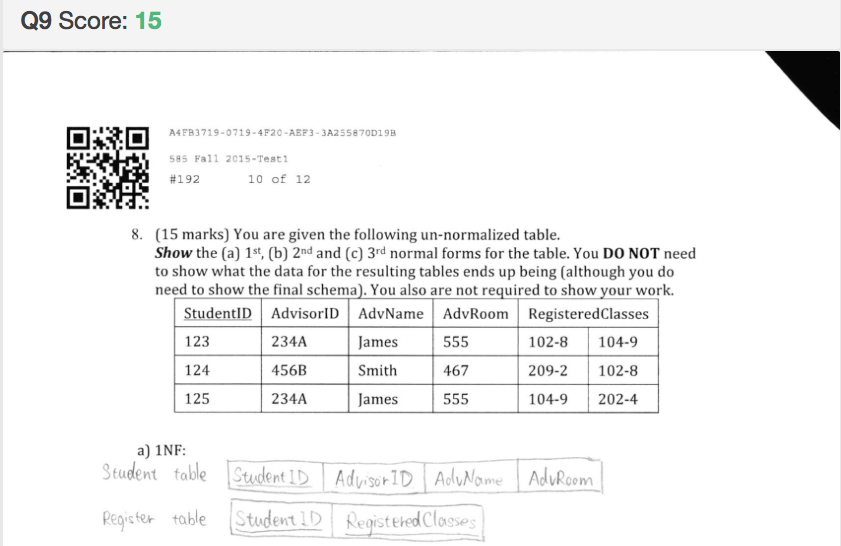 Q9 Score: 15
A4FB3719-0719-4F20-AEF3-3A255870D19B
585 Fall 2015-Test1
#192 10 of 12
8. (15 marks) You are given the following un-normalized table.
Show the (a) 1st, (b) 2nd and (c) 3rd normal forms for the table. You DO NOT need
to show what the data for the resulting tables ends up being (although you do
need to show the final schema). You also are not required to show your work.
StudentID AdvisorID AdvName AdvRoom RegisteredClasses
123 234A James 555 102-8 104-9
124 456B Smith 467 209-2 102-8
125 234A James 555 104-9 202-4
a) 1NF:
Student table StudentID AdvisorID AdvName AdvRoom
Register table StudentID RegisteredClasses